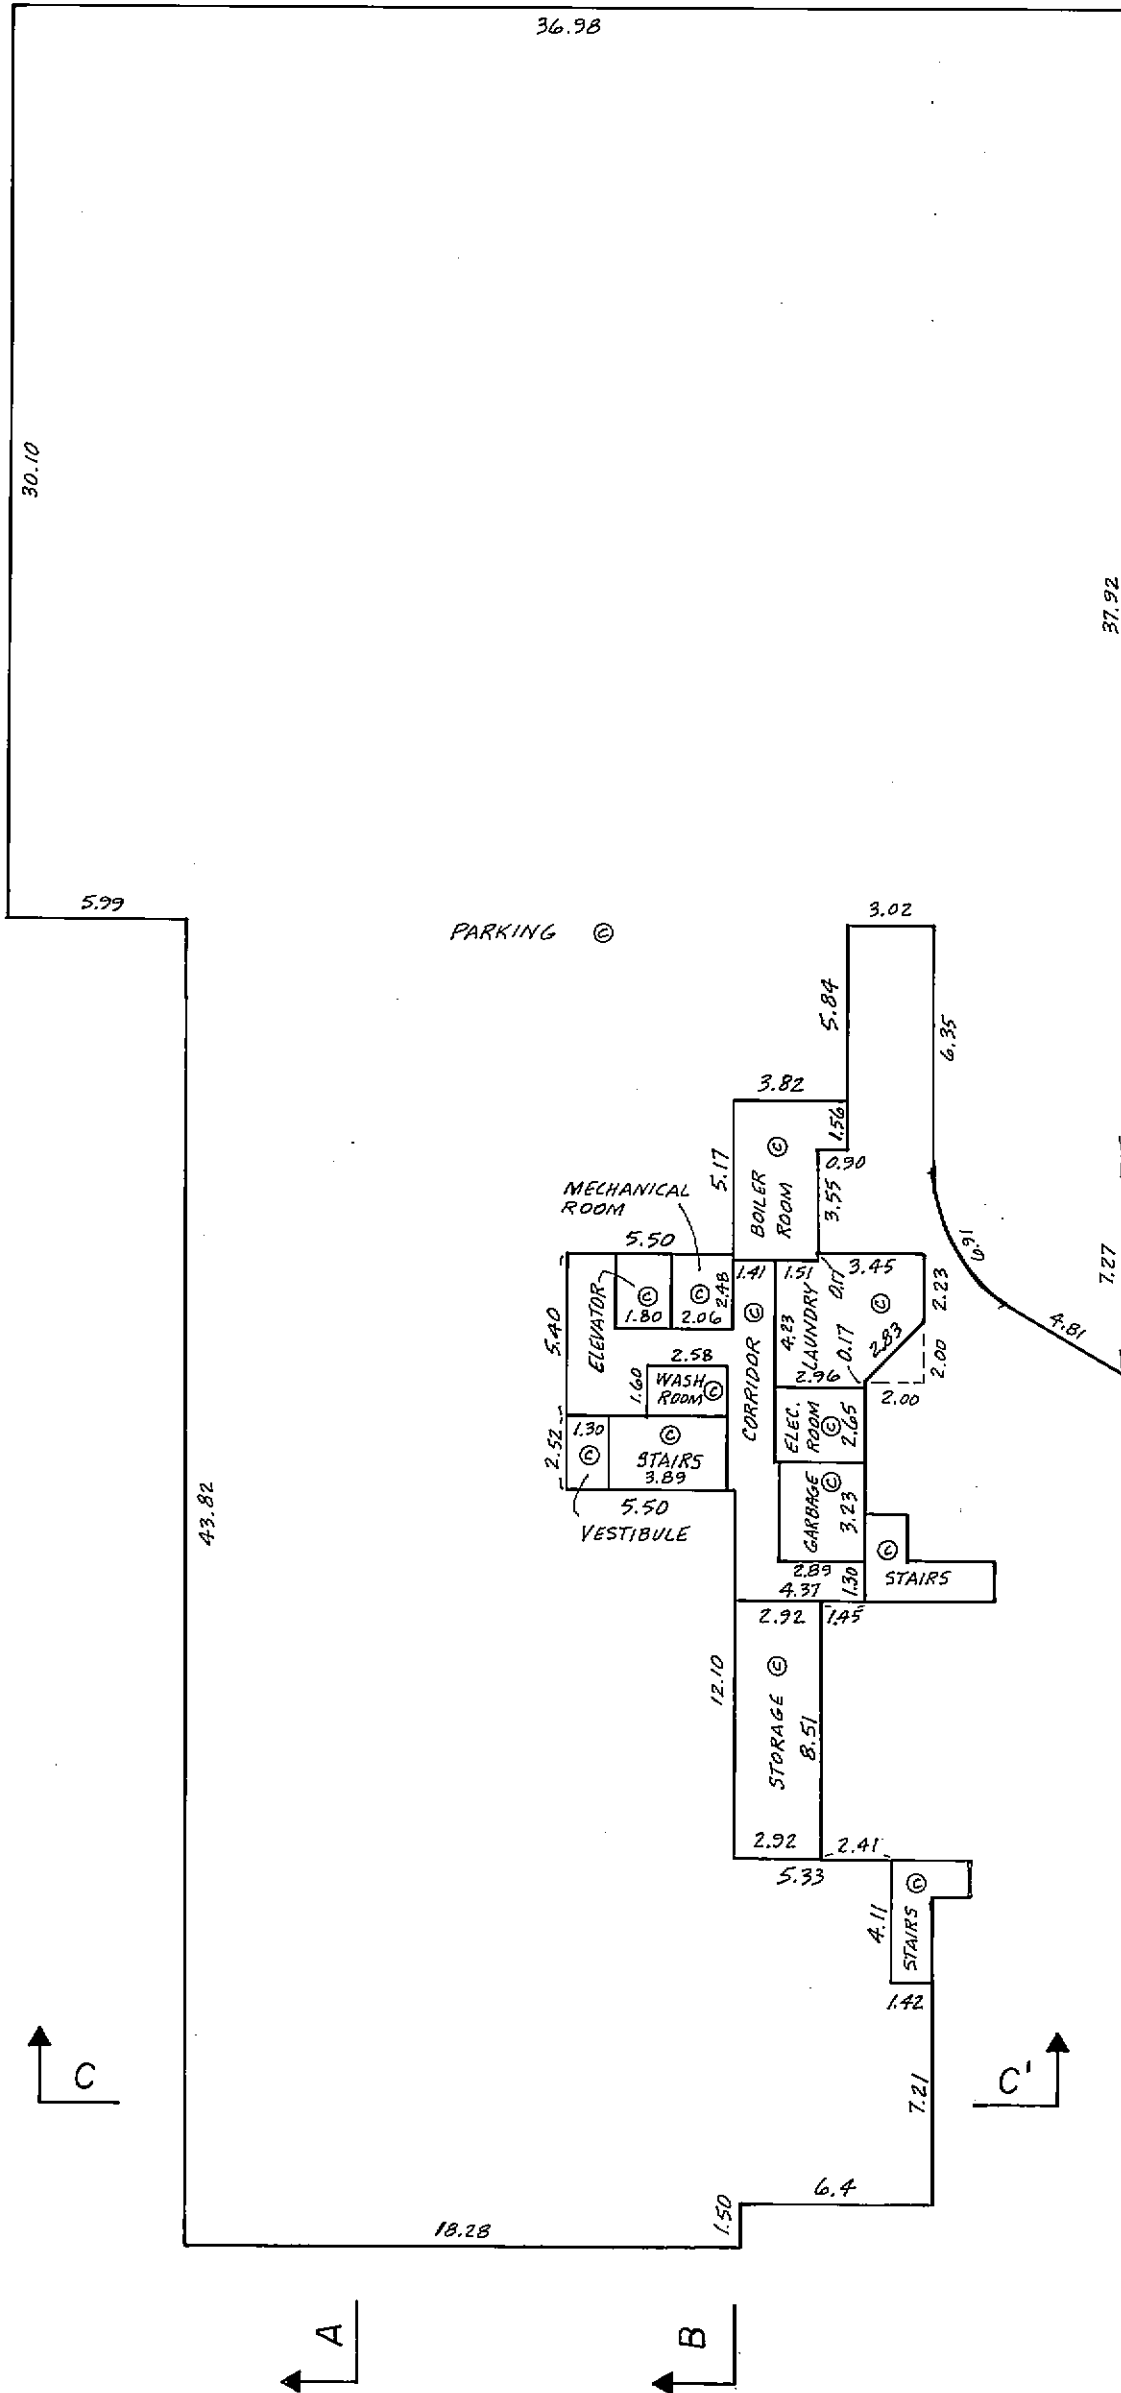 36.98
30.10
37.92
5.99
PARKING ©
3.02
5.84
6.35
3.82
1.56
0.90
5.17
BOILER
ROOM ©
3.55
MECHANICAL
ROOM
5.50
6.91
7.27
4.81
1.41
1.51
0.17
3.45
2.23
ELEVATOR
©
1.80
©
2.06
2.48
5.40
CORRIDOR ©
4.23
LAUNDRY
©
0.17
2.83
2.00
2.00
2.58
1.60
WASH
ROOM ©
2.96
ELEC.
ROOM ©
2.65
2.52
1.30
©
©
STAIRS
3.89
5.50
VESTIBULE
GARBAGE ©
3.23
43.82
2.89
1.30
©
STAIRS
4.37
2.92
1.45
12.10
STORAGE ©
8.51
2.92
2.41
5.33
4.11
STAIRS ©
1.42
C
C'
7.21
6.4
1.50
18.28
A
B